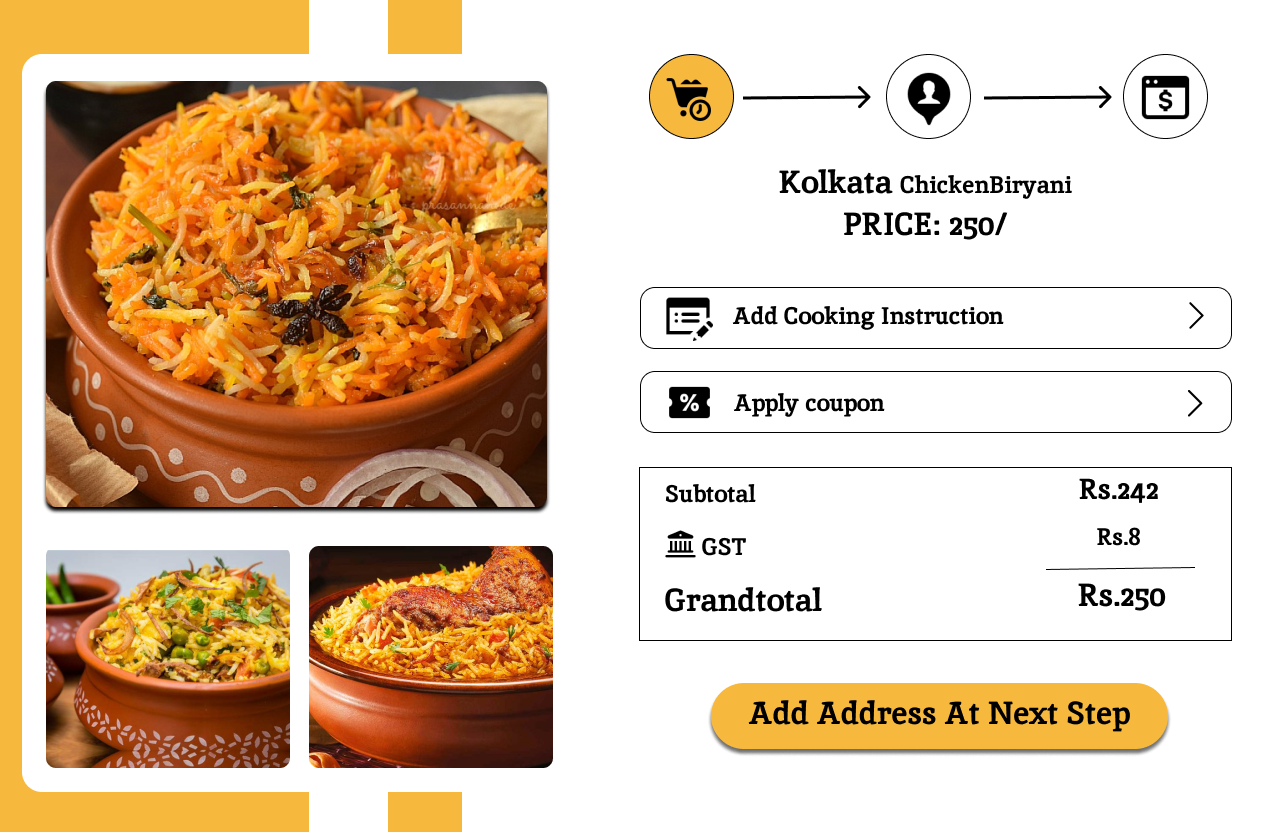 Kolkata ChickenBiryani
PRICE: 250/
Add Cooking Instruction
%
Apply coupon
Subtotal Rs.242
GST Rs.8
Grandtotal Rs.250
Add Address At Next Step
$